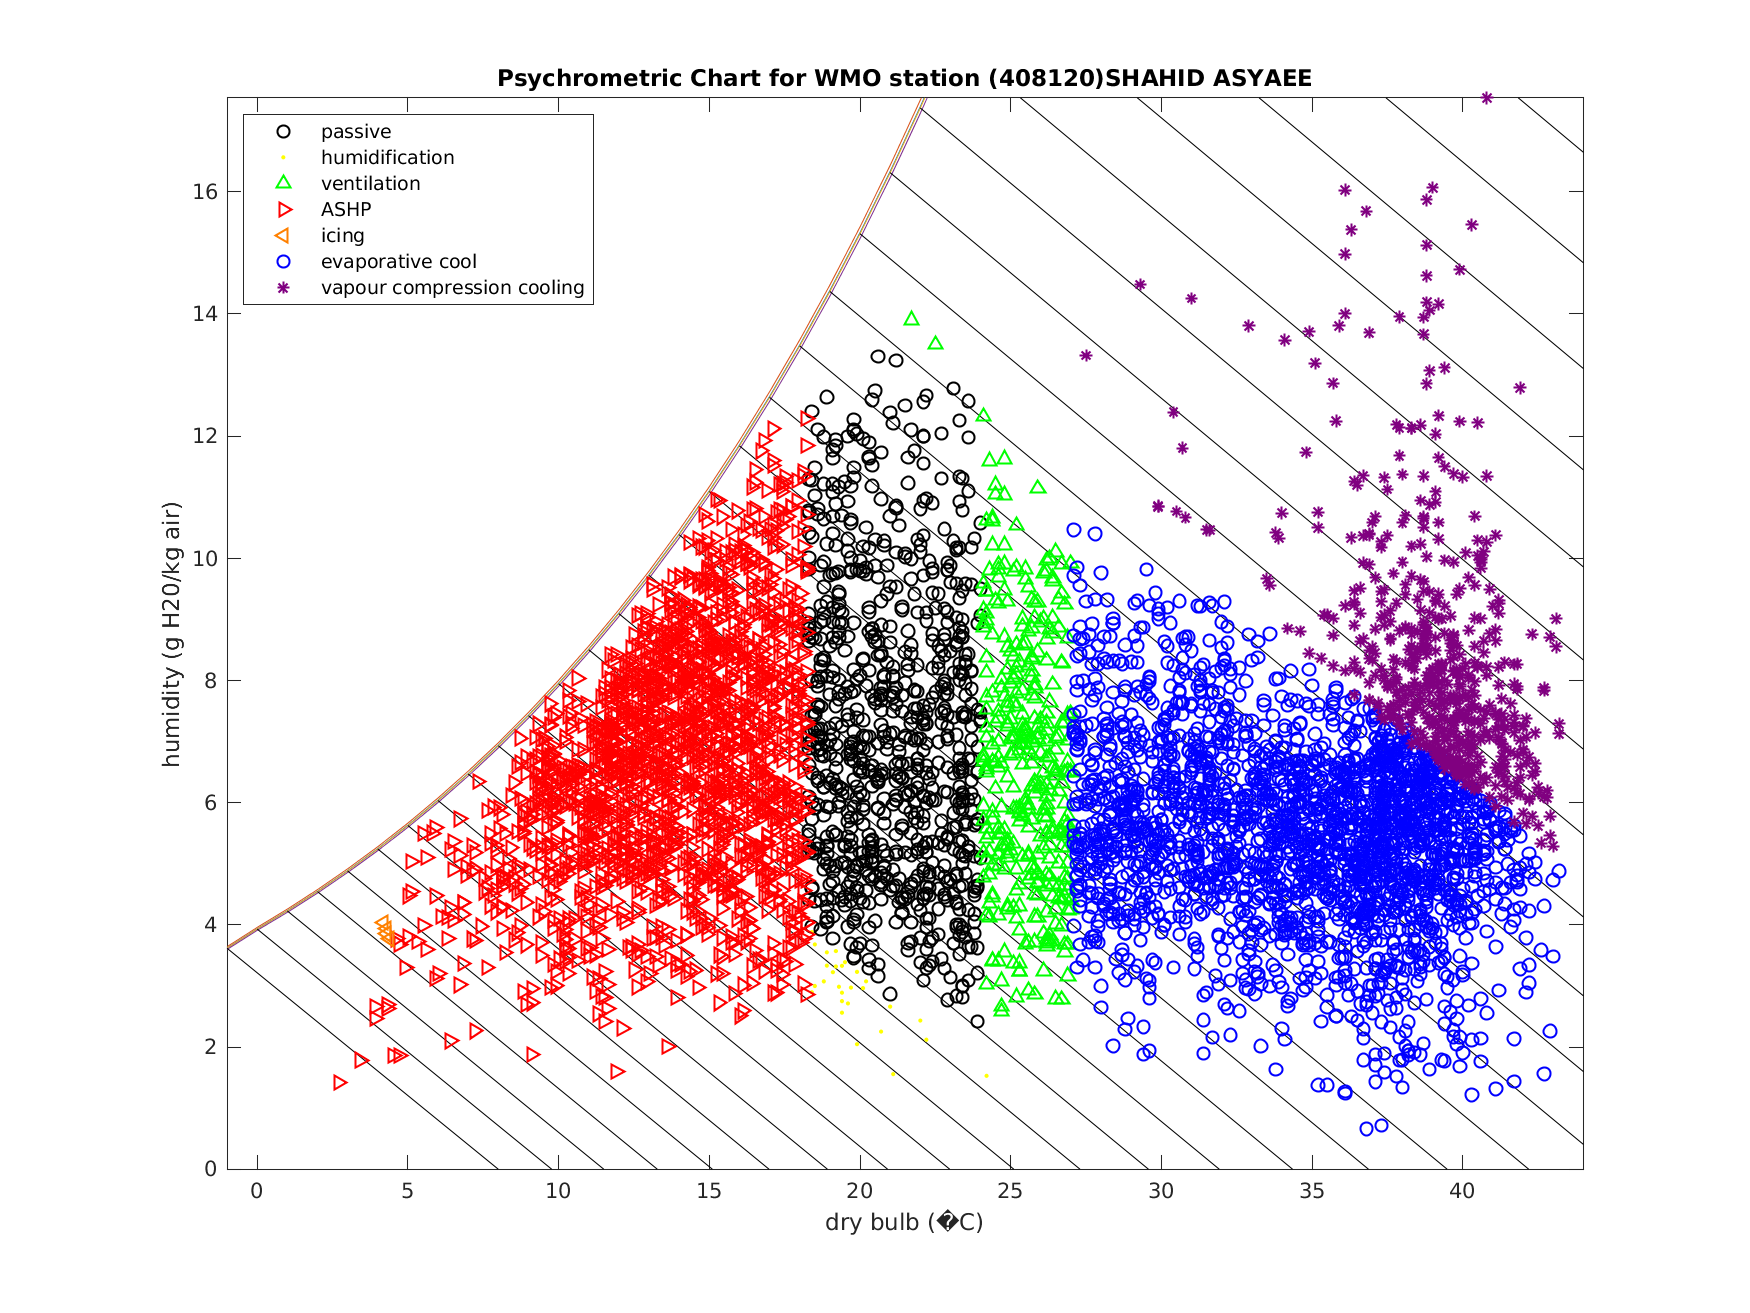 Psychrometric Chart for WMO station (408120)SHAHID ASYAEE
passive
humidification
ventilation
ASHP
icing
evaporative cool
vapour compression cooling
humidity (g H20/kg air)
16
14
12
10
8
6
4
2
0
0 5 10 15 20 25 30 35 40
dry bulb (�C)